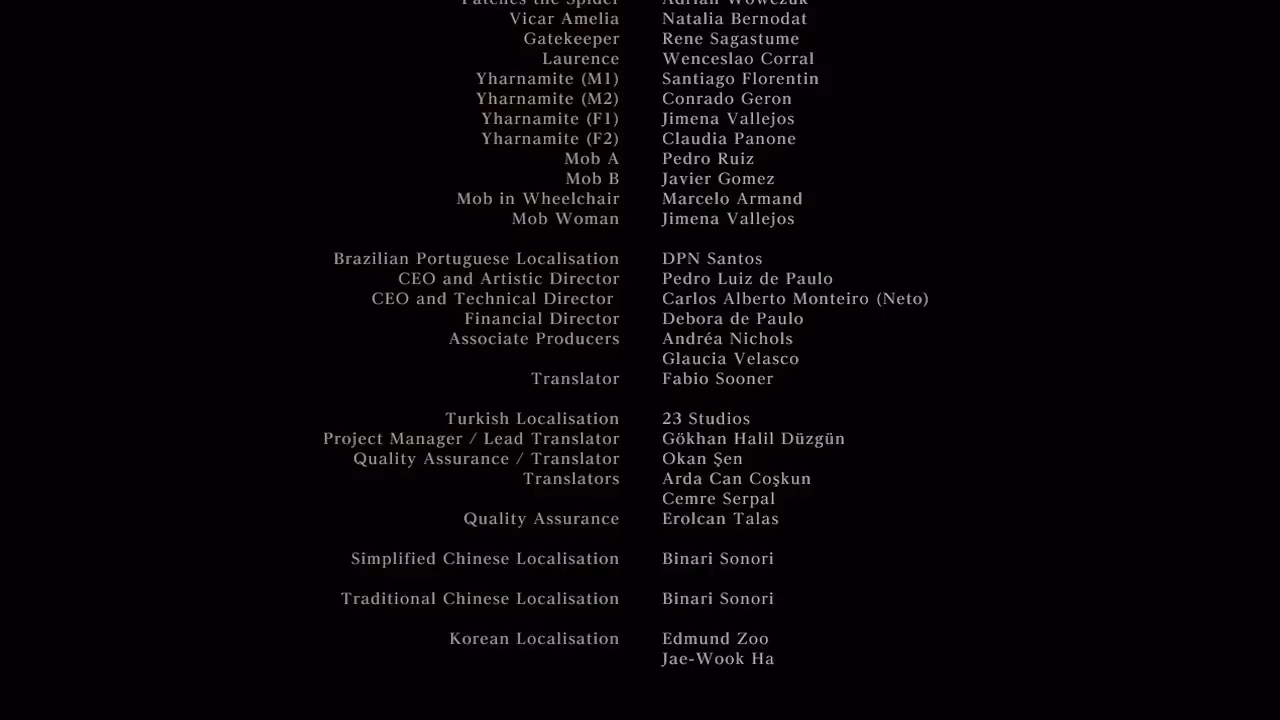 Patches the Spider Adrian Wowczuk
Vicar Amelia Natalia Bernodat
Gatekeeper Rene Sagastume
Laurence Wenceslao Corral
Yharnamite (M1) Santiago Florentin
Yharnamite (M2) Conrado Geron
Yharnamite (F1) Jimena Vallejos
Yharnamite (F2) Claudia Panone
Mob A Pedro Ruiz
Mob B Javier Gomez
Mob in Wheelchair Marcelo Armand
Mob Woman Jimena Vallejos
Brazilian Portuguese Localisation DPN Santos
CEO and Artistic Director Pedro Luiz de Paulo
CEO and Technical Director Carlos Alberto Monteiro (Neto)
Financial Director Debora de Paulo
Associate Producers Andréa Nichols
Glaucia Velasco
Translator Fabio Sooner
Turkish Localisation 23 Studios
Project Manager / Lead Translator Gökhan Halil Düzgün
Quality Assurance / Translator Okan Şen
Translators Arda Can Coşkun
Cemre Serpal
Quality Assurance Erolcan Talas
Simplified Chinese Localisation Binari Sonori
Traditional Chinese Localisation Binari Sonori
Korean Localisation Edmund Zoo
Jae-Wook Ha